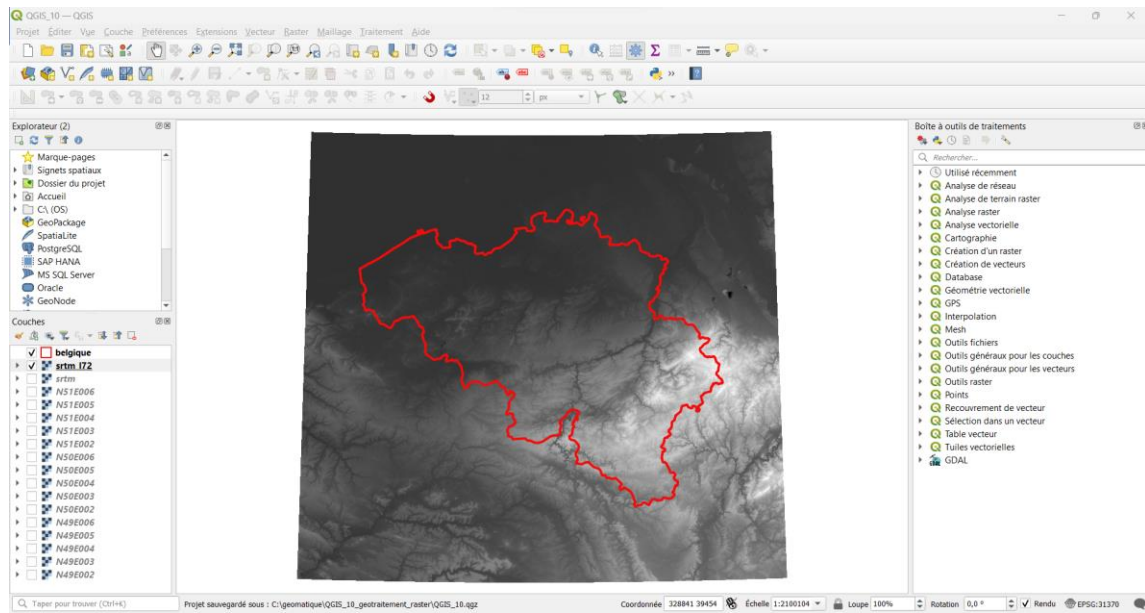 QGIS_10 — QGIS
Projet Éditer Vue Couche Préférences Extensions Vecteur Raster Maillage Traitement Aide
12 px
Explorateur (2)
Marque-pages
Signets spatiaux
Dossier du projet
Accueil
C:\ (OS)
GeoPackage
SpatiaLite
PostgreSQL
SAP HANA
MS SQL Server
Oracle
GeoNode
Couches
belgique
srtm_l72
srtm
N51E006
N51E005
N51E004
N51E003
N51E002
N50E006
N50E005
N50E004
N50E003
N50E002
N49E006
N49E005
N49E004
N49E003
N49E002
Boîte à outils de traitements
Rechercher...
Utilisé récemment
Analyse de réseau
Analyse de terrain raster
Analyse raster
Analyse vectorielle
Cartographie
Création d'un raster
Création de vecteurs
Database
Géométrie vectorielle
GPS
Interpolation
Mesh
Outils fichiers
Outils généraux pour les couches
Outils généraux pour les vecteurs
Outils raster
Points
Recouvrement de vecteur
Sélection dans un vecteur
Table vecteur
Tuiles vectorielles
GDAL
Taper pour trouver (Ctrl+K) Projet sauvegardé sous : C:\geomatique\QGIS_10_geotraitement_raster\QGIS_10.qgz Coordonnée 328841 39454 Échelle 1:2100104 Loupe 100% Rotation 0,0 ° Rendu EPSG:31370